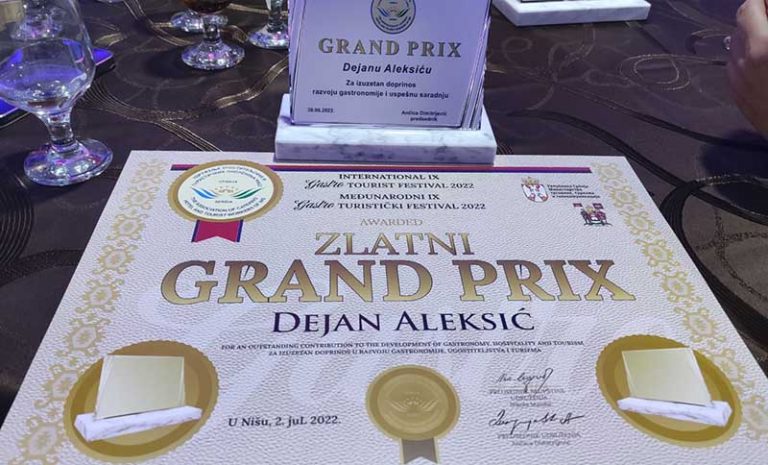 GRAND PRIX
Dejanu Aleksiću
Za izuzetan doprinos
razvoju gastronomije i uspešnu saradnju
INTERNATIONAL IX
Gastro TOURIST FESTIVAL 2022
MEĐUNARODNI IX
Gastro TURISTIČKI FESTIVAL 2022
AWARDED
ZLATNI
GRAND PRIX
DEJAN ALEKSIĆ
FOR AN OUTSTANDING CONTRIBUTION TO THE DEVELOPMENT OF GASTRONOMY, HOSPITALITY AND TOURISM
ZA IZUZETAN DOPRINOS U RAZVOJU GASTRONOMIJE, UGOSTITELJSTVA I TURIZMA
U Nišu, 2. jul. 2022.